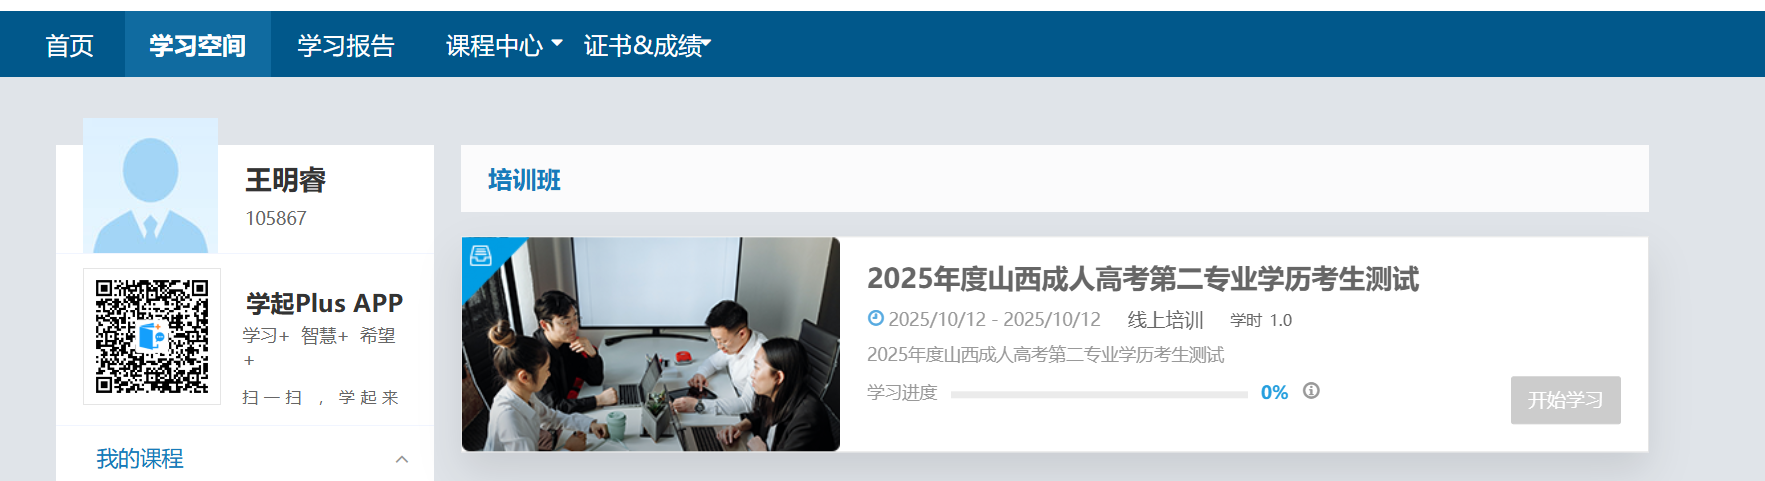 首页 学习空间 学习报告 课程中心 证书&成绩
王明睿
105867
学起Plus APP
学习+ 智慧+ 希望
+
扫一扫，学起来
我的课程
培训班
2025年度山西成人高考第二专业学历考生测试
2025/10/12 - 2025/10/12 线上培训 学时 1.0
2025年度山西成人高考第二专业学历考生测试
学习进度 0%
开始学习